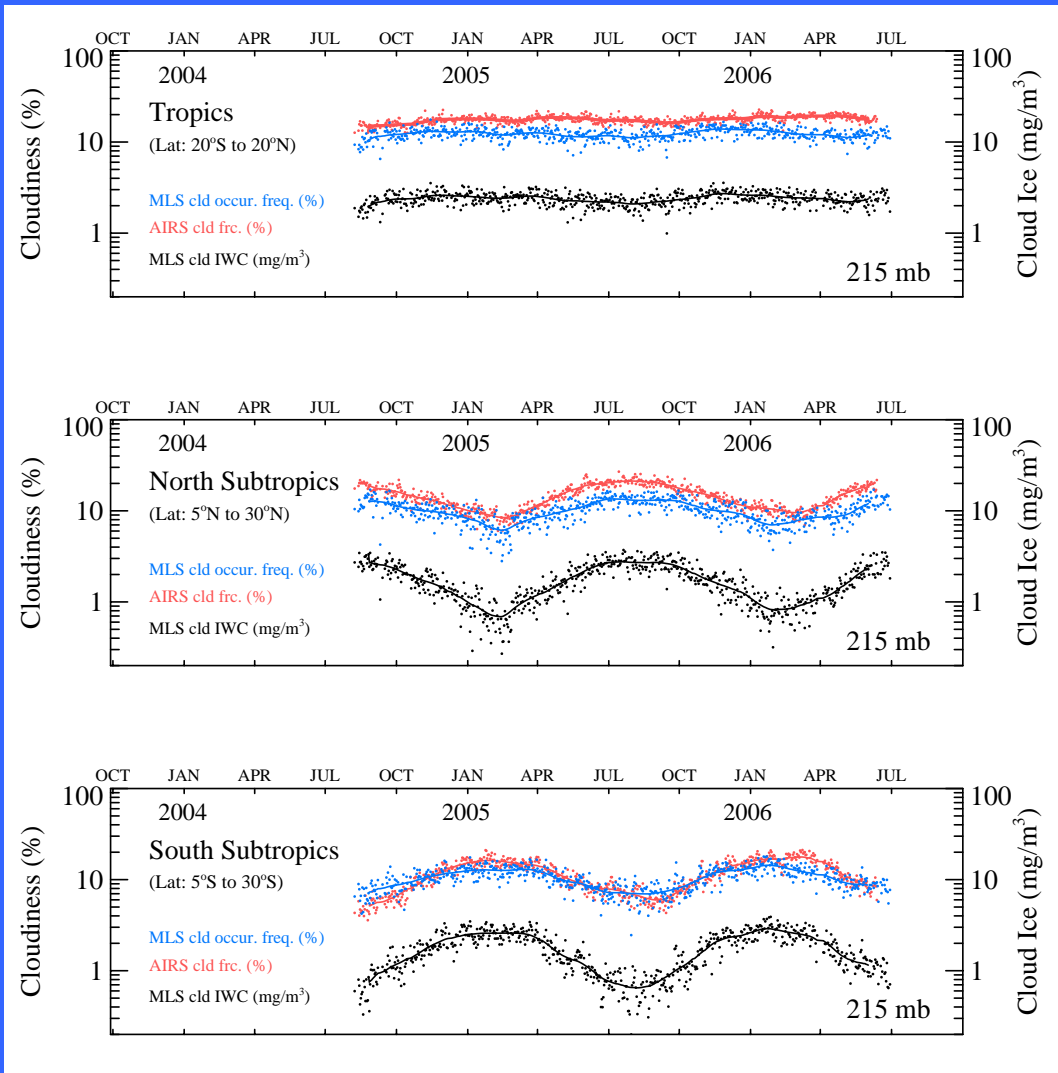 OCT JAN APR JUL OCT JAN APR JUL OCT JAN APR JUL
100 100
2004 2005 2006
Tropics
(Lat: 20°S to 20°N)
10 10
MLS cld occur. freq. (%)
AIRS cld frc. (%)
1 1
MLS cld IWC (mg/m³)
215 mb
Cloudiness (%)
Cloud Ice (mg/m³)
OCT JAN APR JUL OCT JAN APR JUL OCT JAN APR JUL
100 100
2004 2005 2006
North Subtropics
(Lat: 5°N to 30°N)
10 10
MLS cld occur. freq. (%)
AIRS cld frc. (%)
1 1
MLS cld IWC (mg/m³)
215 mb
Cloudiness (%)
Cloud Ice (mg/m³)
OCT JAN APR JUL OCT JAN APR JUL OCT JAN APR JUL
100 100
2004 2005 2006
South Subtropics
(Lat: 5°S to 30°S)
10 10
MLS cld occur. freq. (%)
AIRS cld frc. (%)
1 1
MLS cld IWC (mg/m³)
215 mb
Cloudiness (%)
Cloud Ice (mg/m³)